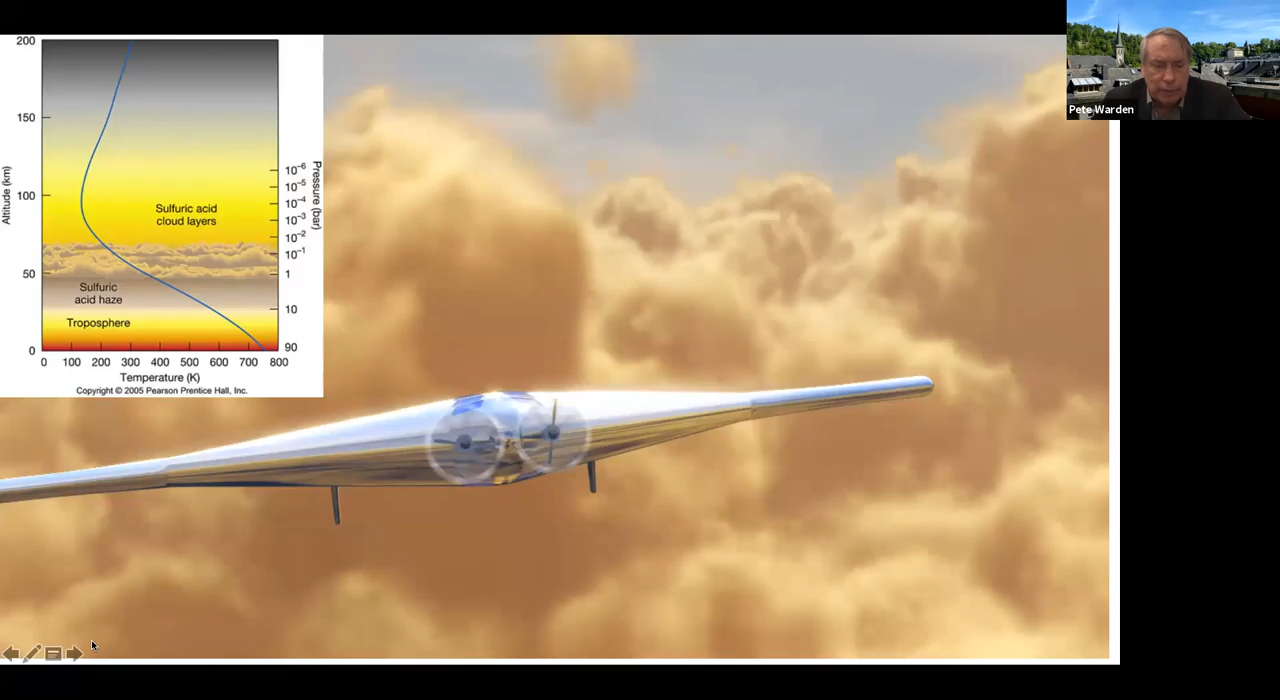 Pete Warden
200
150
100
50
0
Altitude (km)
10⁻⁶
10⁻⁵
10⁻⁴
10⁻³
10⁻²
10⁻¹
1
10
90
Pressure (bar)
Sulfuric acid
cloud layers
Sulfuric
acid haze
Troposphere
0 100 200 300 400 500 600 700 800
Temperature (K)
Copyright © 2005 Pearson Prentice Hall, Inc.